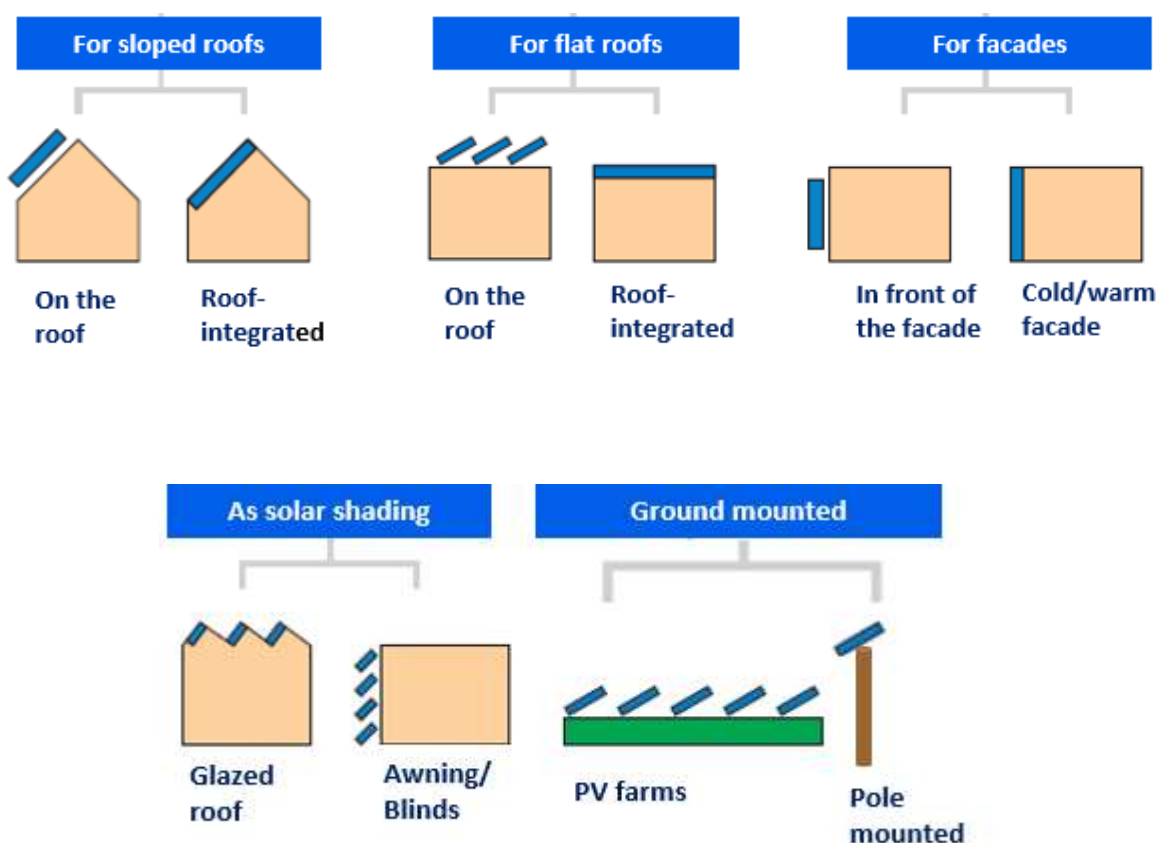 For sloped roofs
For flat roofs
For facades
On the
roof
Roof-
integrated
On the
roof
Roof-
integrated
In front of
the facade
Cold/warm
facade
As solar shading
Ground mounted
Glazed
roof
Awning/
Blinds
PV farms
Pole
mounted